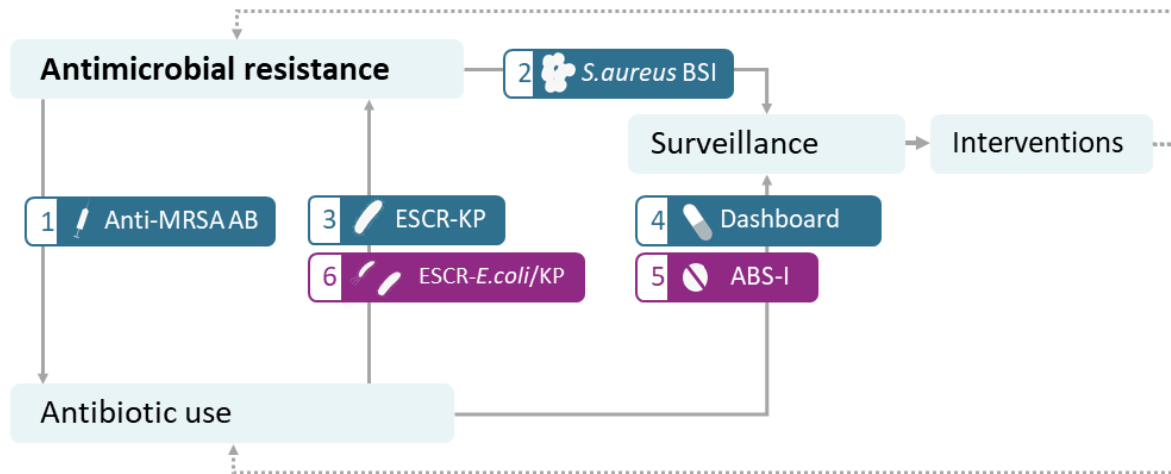 Antimicrobial resistance
2 S.aureus BSI
Surveillance
Interventions
1 Anti-MRSA AB
3 ESCR-KP
4 Dashboard
6 ESCR-E.coli/KP
5 ABS-I
Antibiotic use